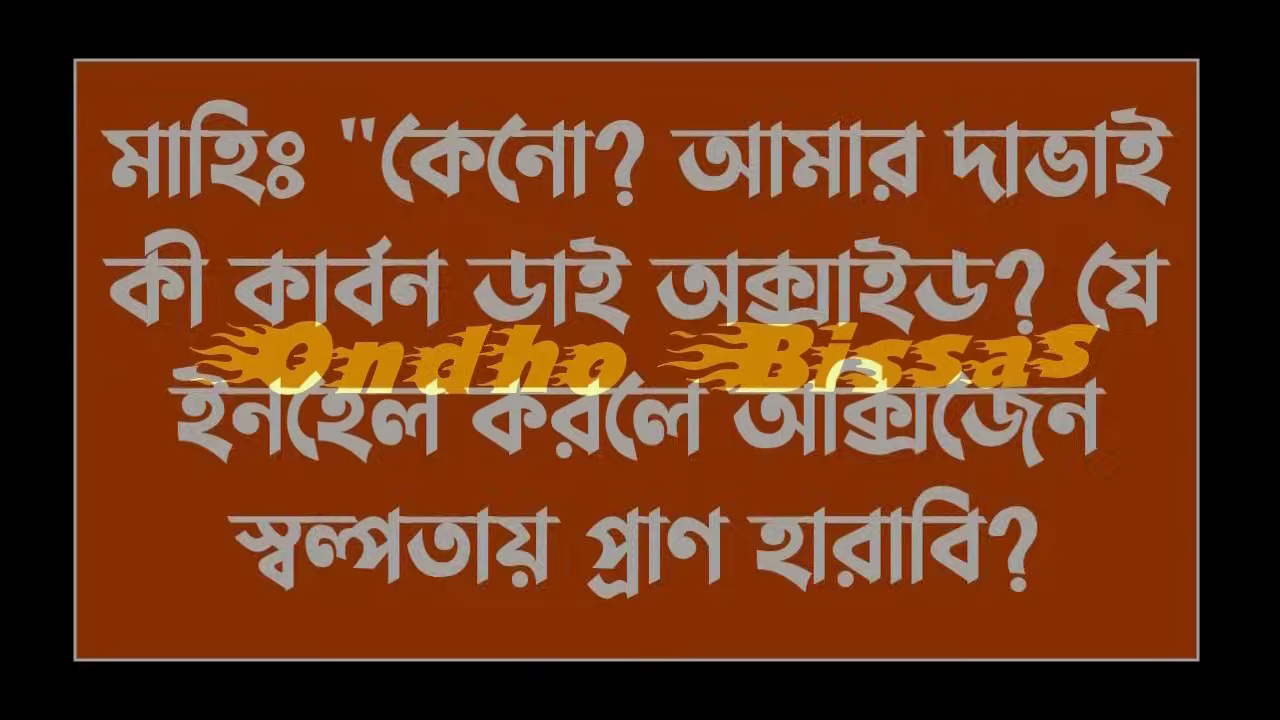 মাহিঃ "কেনো? আমার দাভাই
কী কার্বন ডাই অক্সাইড? যে
Ondho Bissas
ইনহেল করলে অক্সিজেন
স্বল্পতায় প্রাণ হারাবি?